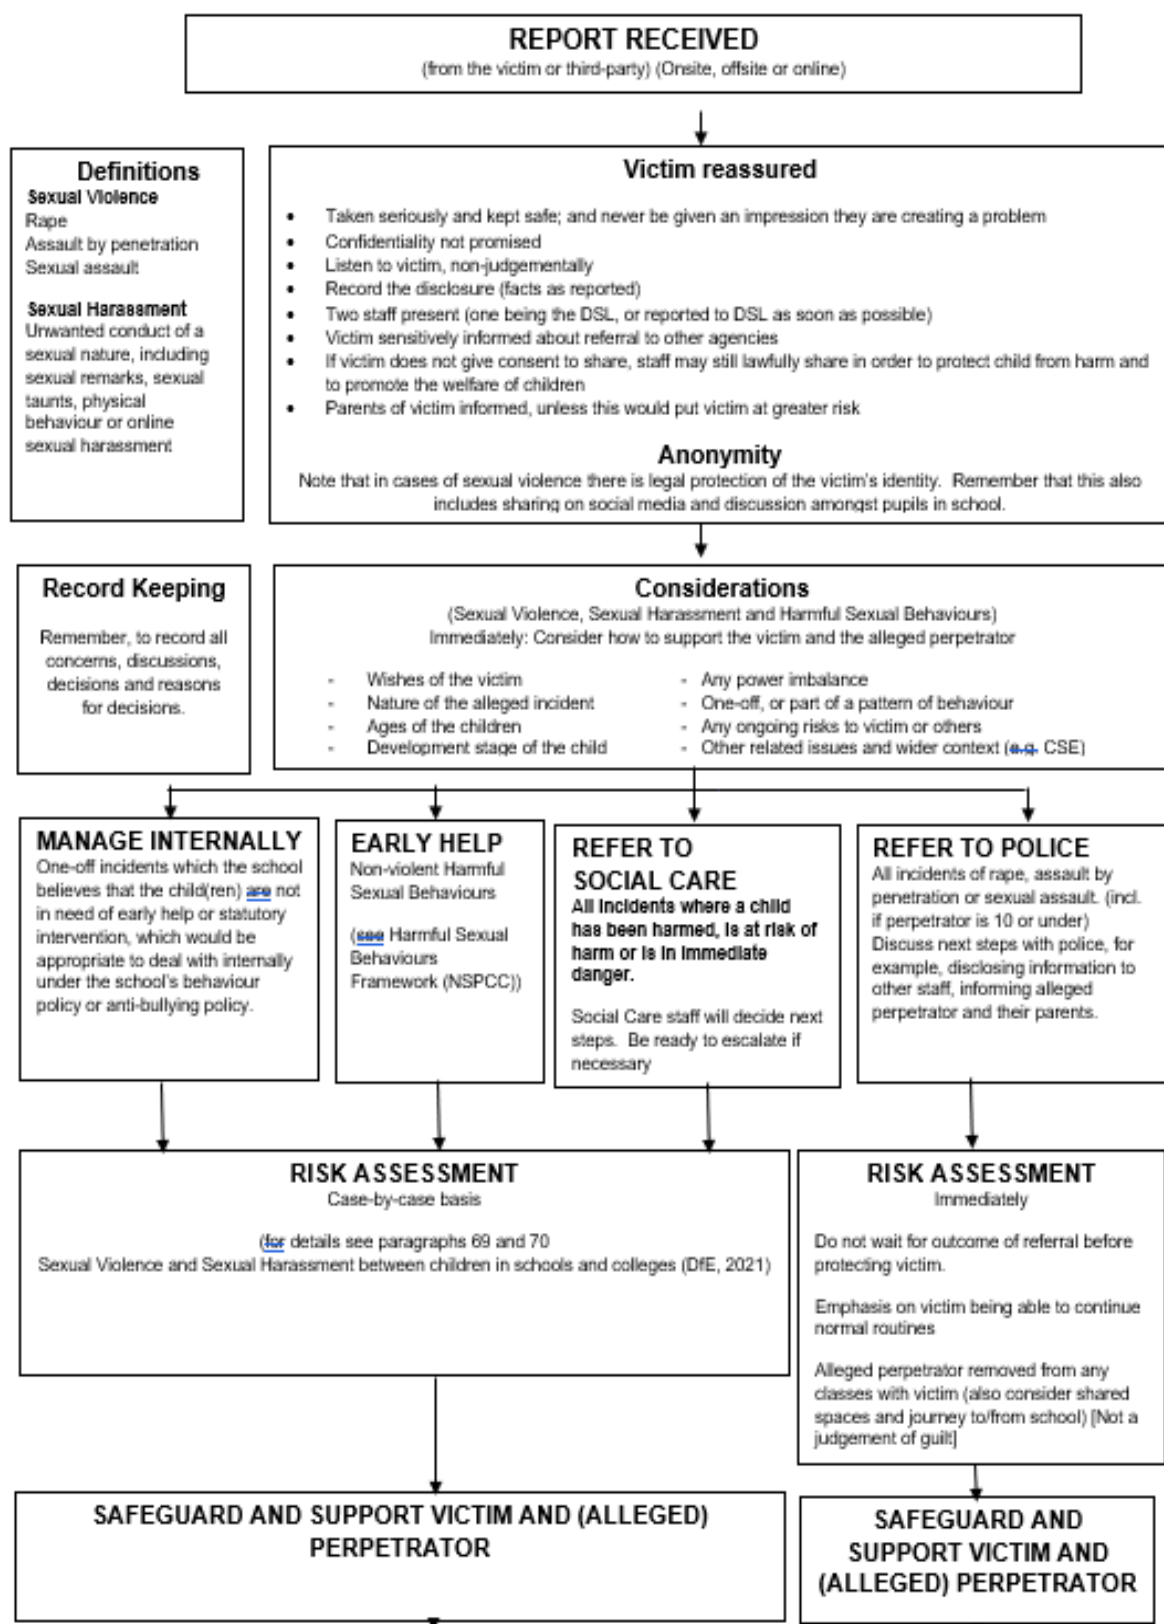 REPORT RECEIVED
(from the victim or third-party) (Onsite, offsite or online)
Definitions
Sexual Violence
Rape
Assault by penetration
Sexual assault
Sexual Harassment
Unwanted conduct of a
sexual nature, including
sexual remarks, sexual
taunts, physical
behaviour or online
sexual harassment
Victim reassured
• Taken seriously and kept safe; and never be given an impression they are creating a problem
• Confidentiality not promised
• Listen to victim, non-judgementally
• Record the disclosure (facts as reported)
• Two staff present (one being the DSL, or reported to DSL as soon as possible)
• Victim sensitively informed about referral to other agencies
• If victim does not give consent to share, staff may still lawfully share in order to protect child from harm and
to promote the welfare of children
• Parents of victim informed, unless this would put victim at greater risk
Anonymity
Note that in cases of sexual violence there is legal protection of the victim's identity. Remember that this also
includes sharing on social media and discussion amongst pupils in school.
Record Keeping
Remember, to record all
concerns, discussions,
decisions and reasons
for decisions.
Considerations
(Sexual Violence, Sexual Harassment and Harmful Sexual Behaviours)
Immediately: Consider how to support the victim and the alleged perpetrator
- Wishes of the victim
- Nature of the alleged incident
- Ages of the children
- Development stage of the child
- Any power imbalance
- One-off, or part of a pattern of behaviour
- Any ongoing risks to victim or others
- Other related issues and wider context (e.g. CSE)
MANAGE INTERNALLY
One-off incidents which the school
believes that the child(ren) are not
in need of early help or statutory
intervention, which would be
appropriate to deal with internally
under the school's behaviour
policy or anti-bullying policy.
EARLY HELP
Non-violent Harmful
Sexual Behaviours
(see Harmful Sexual
Behaviours
Framework (NSPCC))
REFER TO
SOCIAL CARE
All incidents where a child
has been harmed, is at risk of
harm or is in immediate
danger.
Social Care staff will decide next
steps. Be ready to escalate if
necessary
REFER TO POLICE
All incidents of rape, assault by
penetration or sexual assault. (incl.
if perpetrator is 10 or under)
Discuss next steps with police, for
example, disclosing information to
other staff, informing alleged
perpetrator and their parents.
RISK ASSESSMENT
Case-by-case basis
(for details see paragraphs 69 and 70
Sexual Violence and Sexual Harassment between children in schools and colleges (DfE, 2021)
RISK ASSESSMENT
Immediately
Do not wait for outcome of referral before
protecting victim.
Emphasis on victim being able to continue
normal routines
Alleged perpetrator removed from any
classes with victim (also consider shared
spaces and journey to/from school) [Not a
judgement of guilt]
SAFEGUARD AND SUPPORT VICTIM AND (ALLEGED)
PERPETRATOR
SAFEGUARD AND
SUPPORT VICTIM AND
(ALLEGED) PERPETRATOR